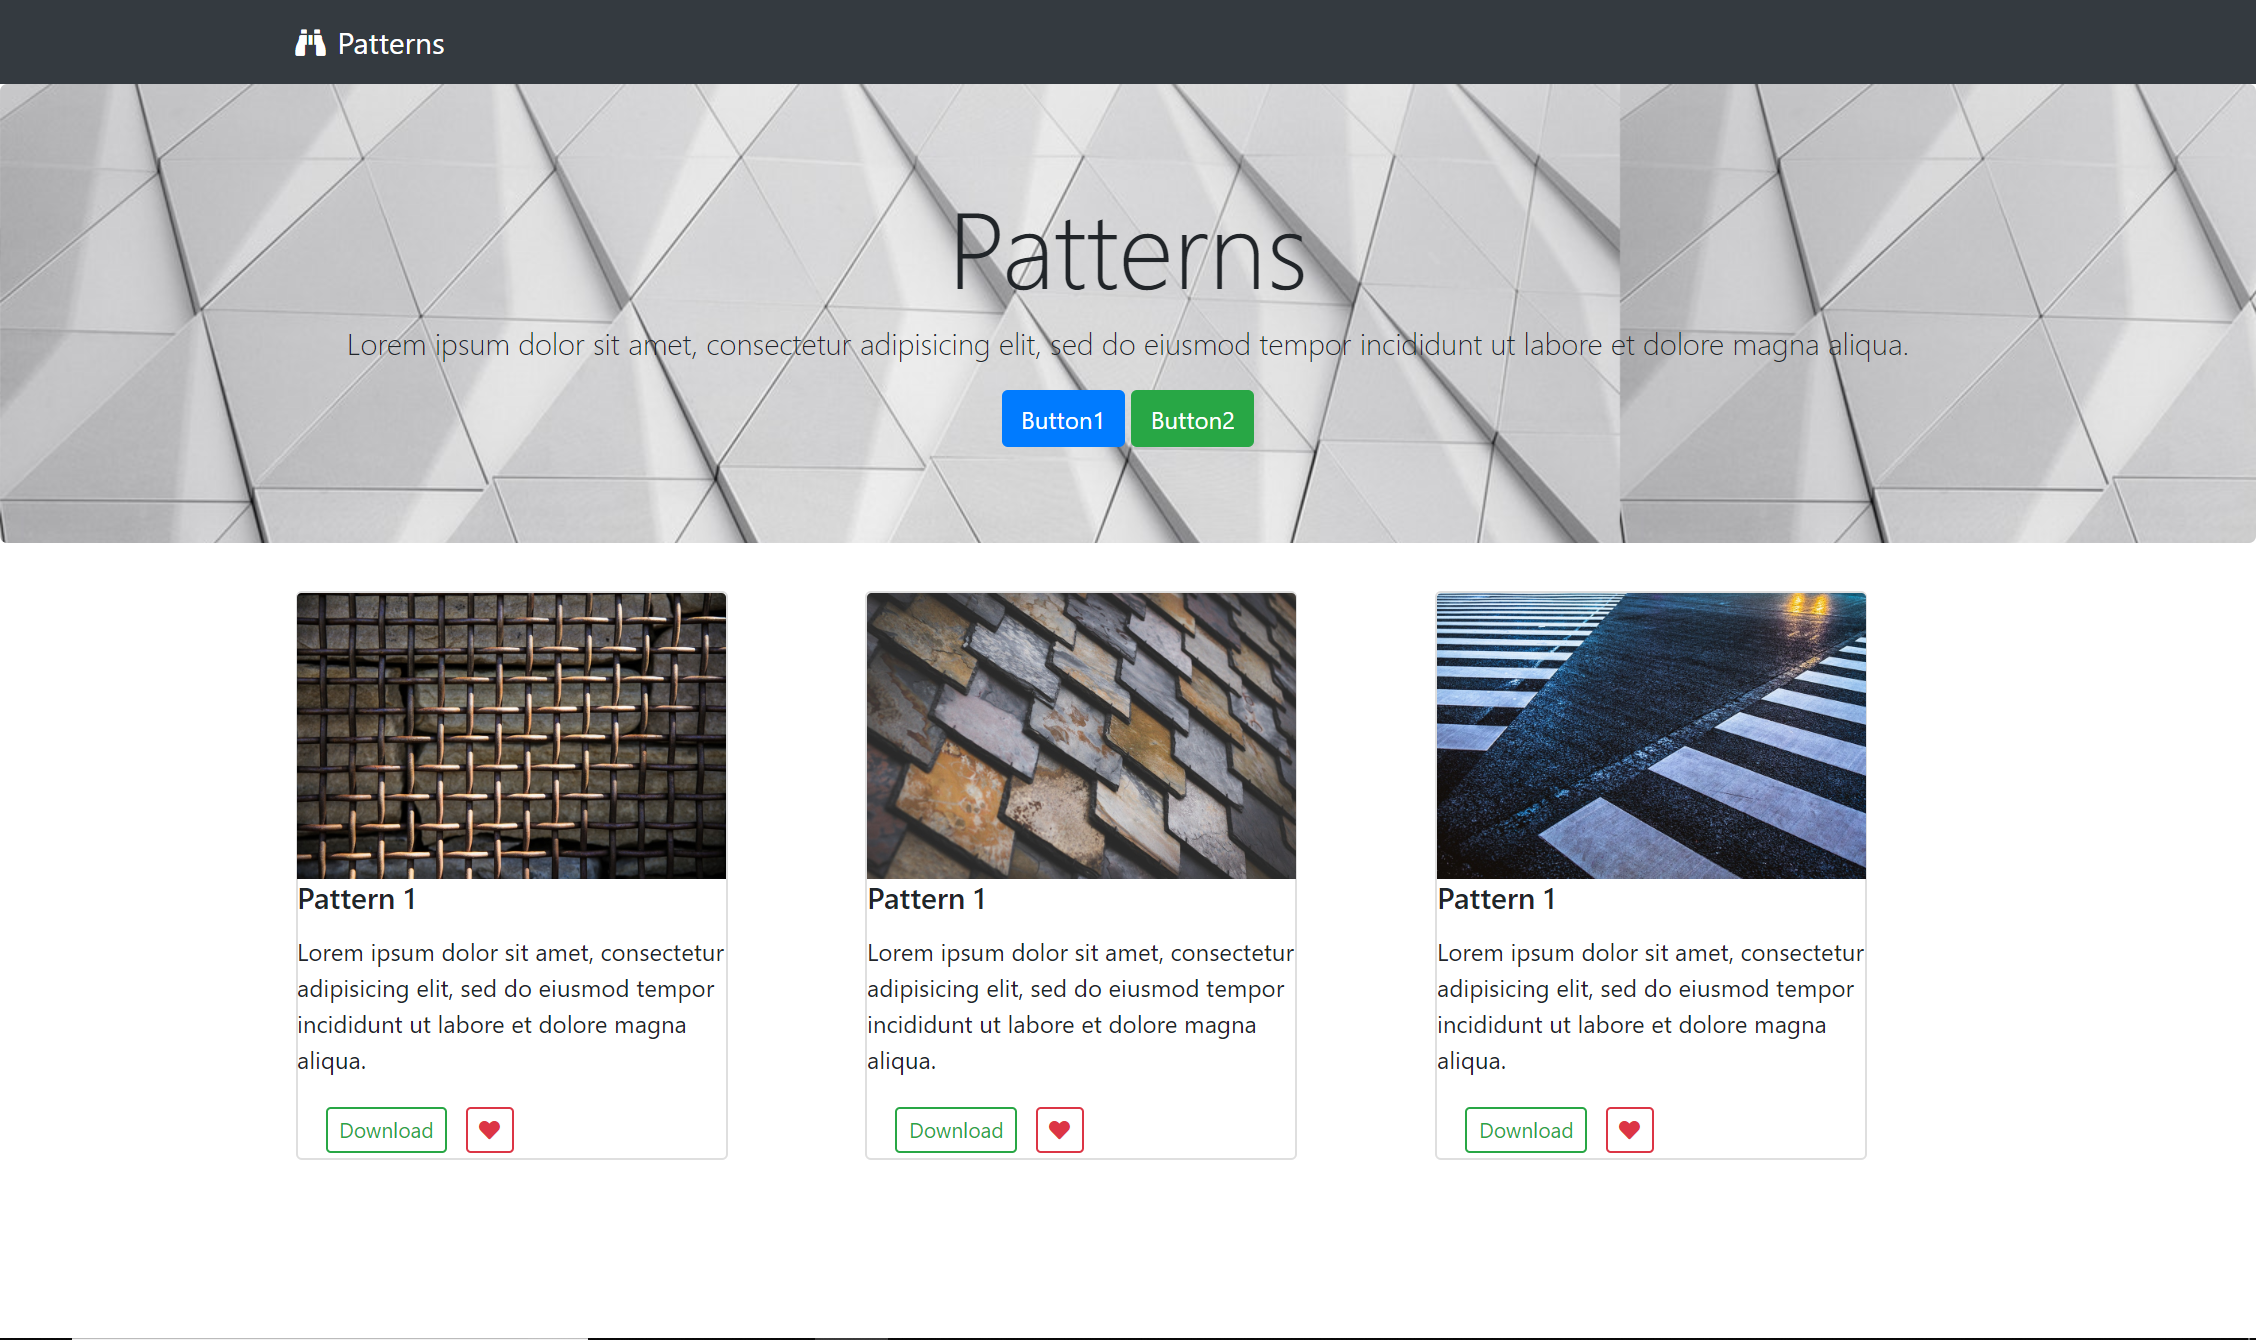 Patterns
Patterns
Lorem ipsum dolor sit amet, consectetur adipisicing elit, sed do eiusmod tempor incididunt ut labore et dolore magna aliqua.
Button1 Button2
Pattern 1
Lorem ipsum dolor sit amet, consectetur
adipisicing elit, sed do eiusmod tempor
incididunt ut labore et dolore magna
aliqua.
Download
Pattern 1
Lorem ipsum dolor sit amet, consectetur
adipisicing elit, sed do eiusmod tempor
incididunt ut labore et dolore magna
aliqua.
Download
Pattern 1
Lorem ipsum dolor sit amet, consectetur
adipisicing elit, sed do eiusmod tempor
incididunt ut labore et dolore magna
aliqua.
Download